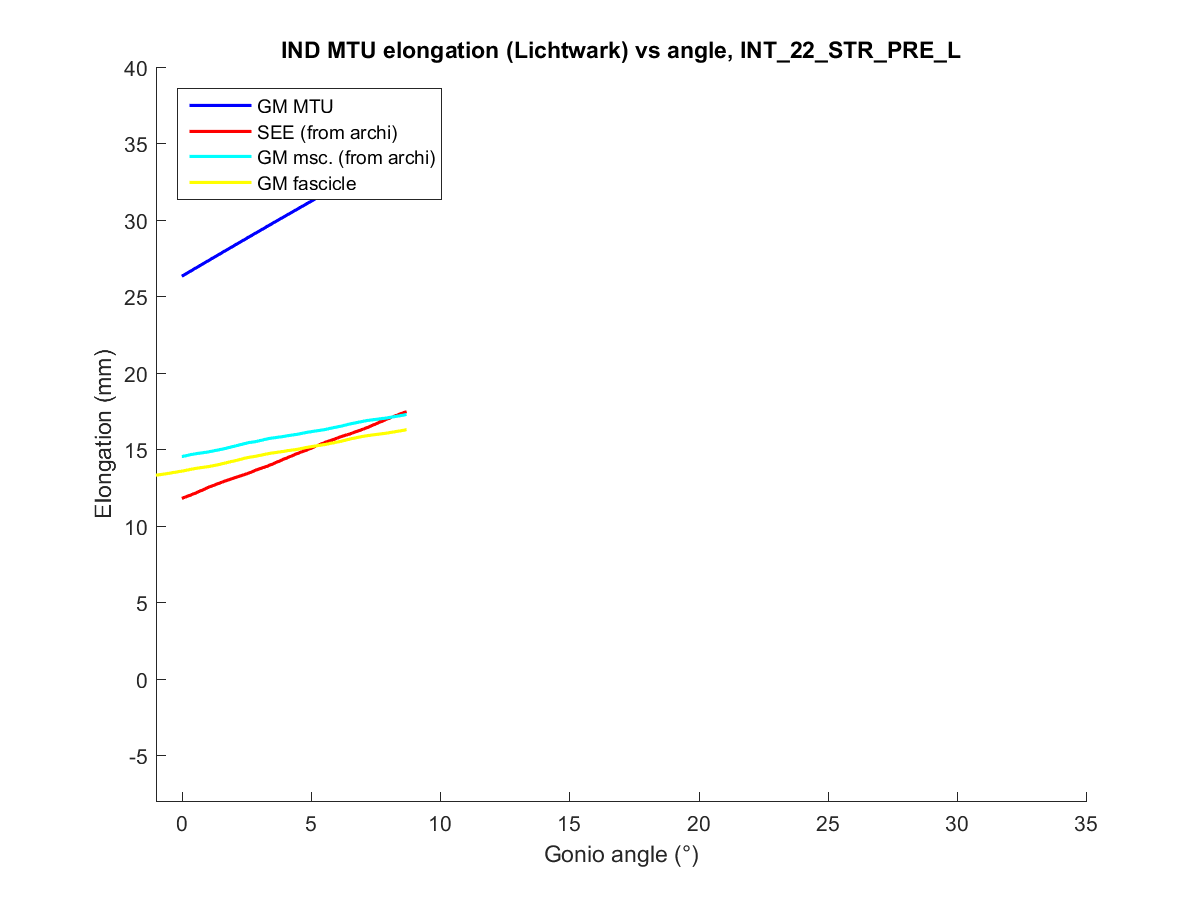 IND MTU elongation (Lichtwark) vs angle, INT_22_STR_PRE_L
40
35
30
25
20
15
10
5
0
-5
Elongation (mm)
GM MTU
SEE (from archi)
GM msc. (from archi)
GM fascicle
0 5 10 15 20 25 30 35
Gonio angle (°)